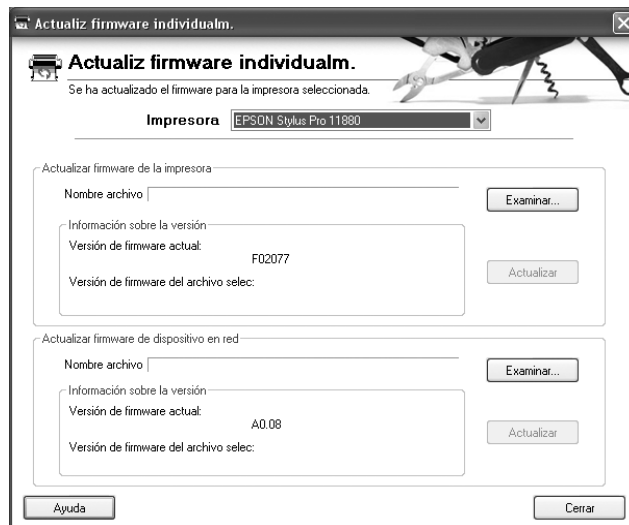 Actualiz firmware individualm.
Actualiz firmware individualm.
Se ha actualizado el firmware para la impresora seleccionada.
Impresora EPSON Stylus Pro 11880
Actualizar firmware de la impresora
Nombre archivo Examinar...
Información sobre la versión
Versión de firmware actual:
F02077
Actualizar
Versión de firmware del archivo selec:
Actualizar firmware de dispositivo en red
Nombre archivo Examinar...
Información sobre la versión
Versión de firmware actual:
A0.08
Actualizar
Versión de firmware del archivo selec:
Ayuda Cerrar